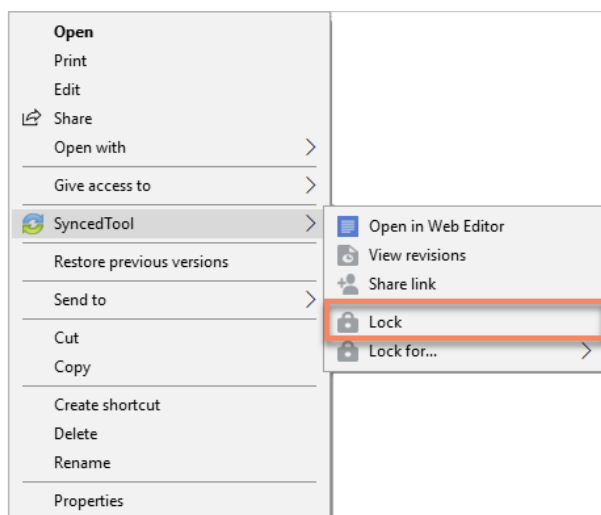 Open
Print
Edit
Share
Open with
Give access to
SyncedTool
Restore previous versions
Send to
Cut
Copy
Create shortcut
Delete
Rename
Properties
Open in Web Editor
View revisions
Share link
Lock
Lock for...